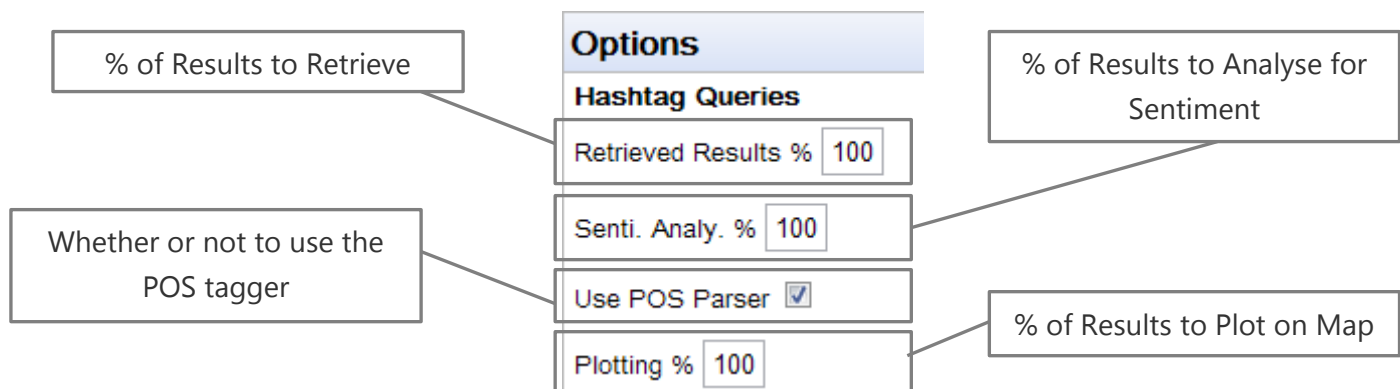 Options
% of Results to Retrieve
% of Results to Analyse for
Sentiment
Hashtag Queries
Retrieved Results % 100
Senti. Analy. % 100
Whether or not to use the
POS tagger
Use POS Parser
% of Results to Plot on Map
Plotting % 100